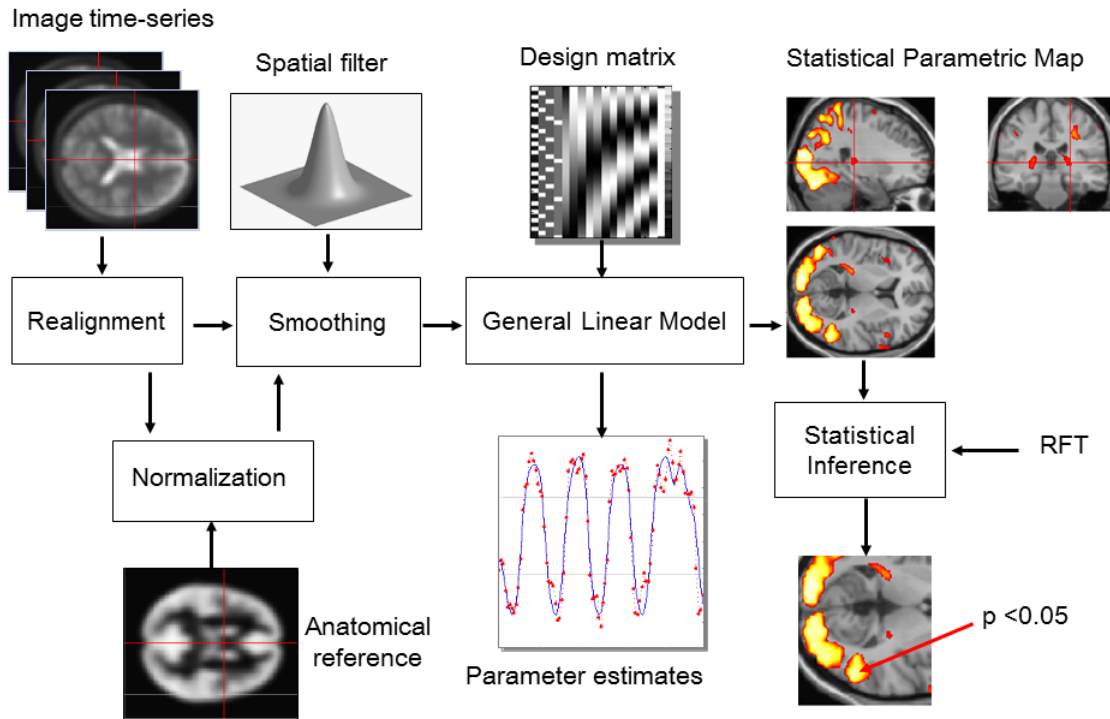 Image time-series
Spatial filter
Design matrix
Statistical Parametric Map
Realignment
Smoothing
General Linear Model
Normalization
Statistical
Inference
RFT
Anatomical
reference
Parameter estimates
p <0.05